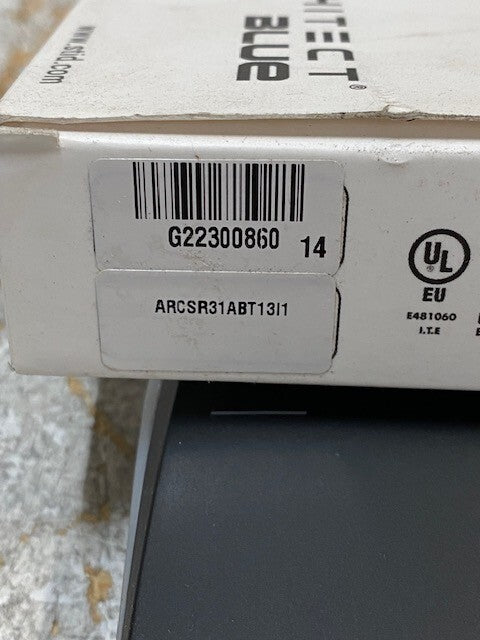 www.stid.com
HITECT®
BLUE
G22300860 14
ARCSR31ABT13I1
UL
EU
E481060
I.T.E